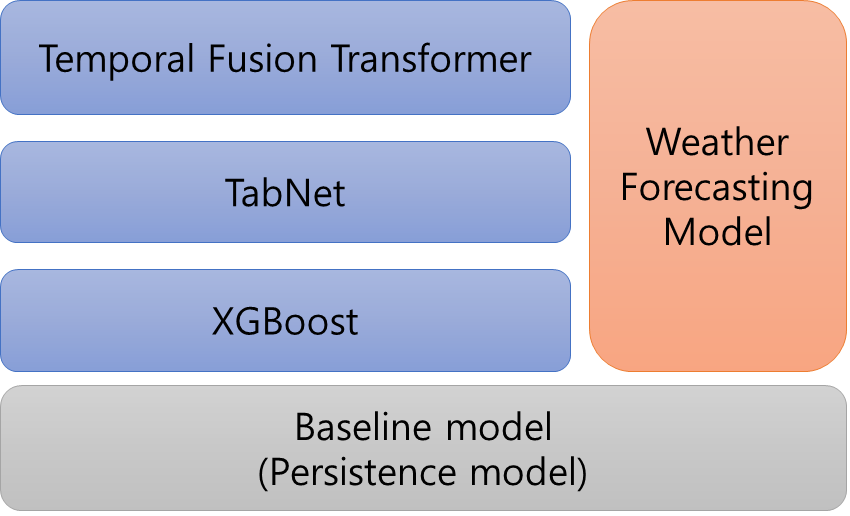 Temporal Fusion Transformer
TabNet
XGBoost
Weather
Forecasting
Model
Baseline model
(Persistence model)